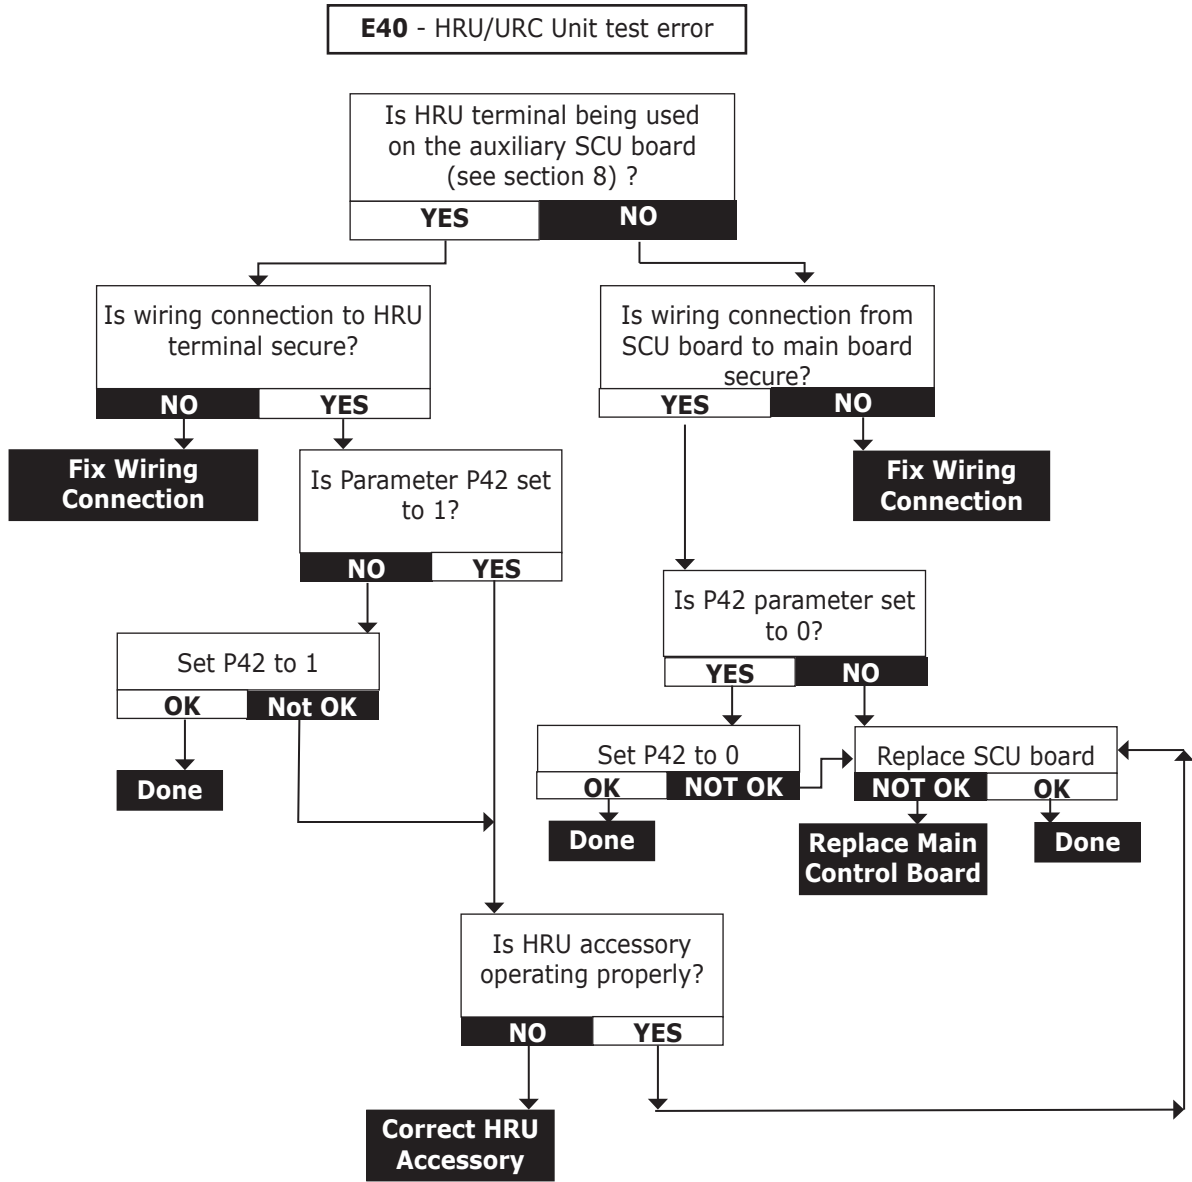 E40 - HRU/URC Unit test error
Is HRU terminal being used
on the auxiliary SCU board
(see section 8) ?
YES
NO
Is wiring connection to HRU
terminal secure?
NO
YES
Is wiring connection from
SCU board to main board
secure?
YES
NO
Fix Wiring
Connection
Is Parameter P42 set
to 1?
NO
YES
Fix Wiring
Connection
Is P42 parameter set
to 0?
YES
NO
Set P42 to 1
OK
Not OK
Done
Set P42 to 0
OK
NOT OK
Done
Replace SCU board
NOT OK
OK
Replace Main
Control Board
Done
Is HRU accessory
operating properly?
NO
YES
Correct HRU
Accessory